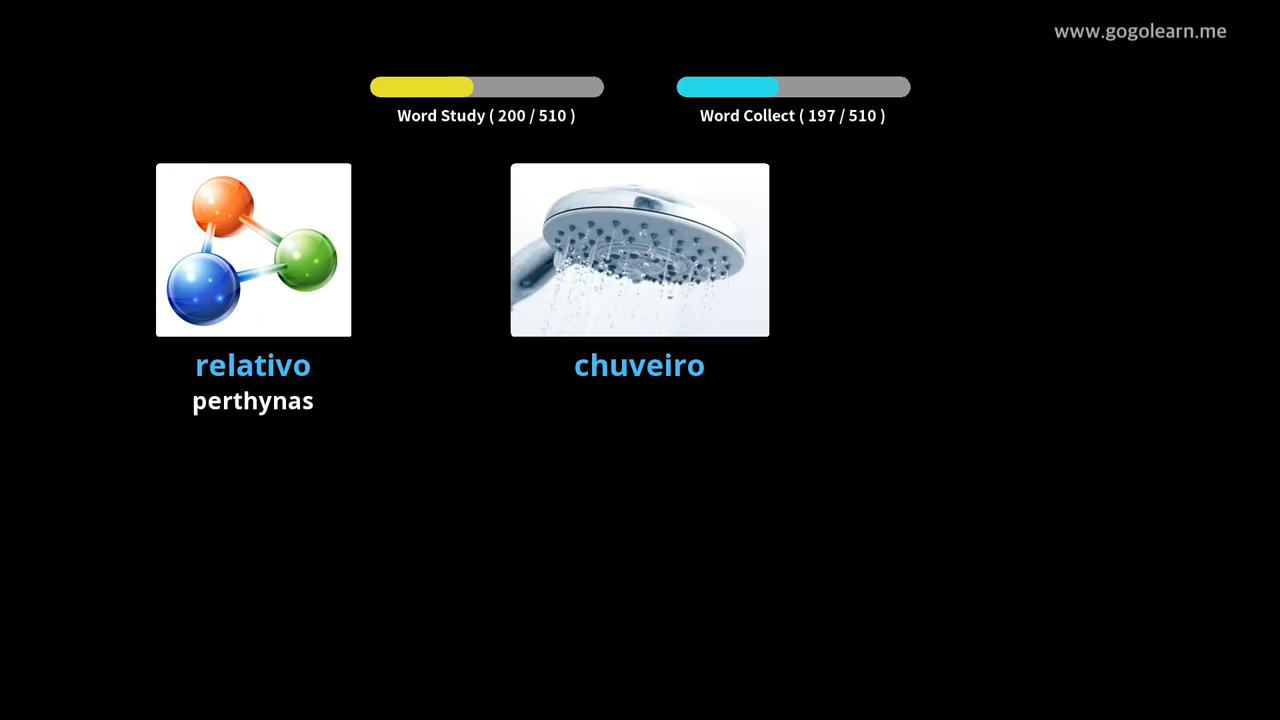 www.gogolearn.me
Word Study ( 200 / 510 )
Word Collect ( 197 / 510 )
relativo
perthynas
chuveiro